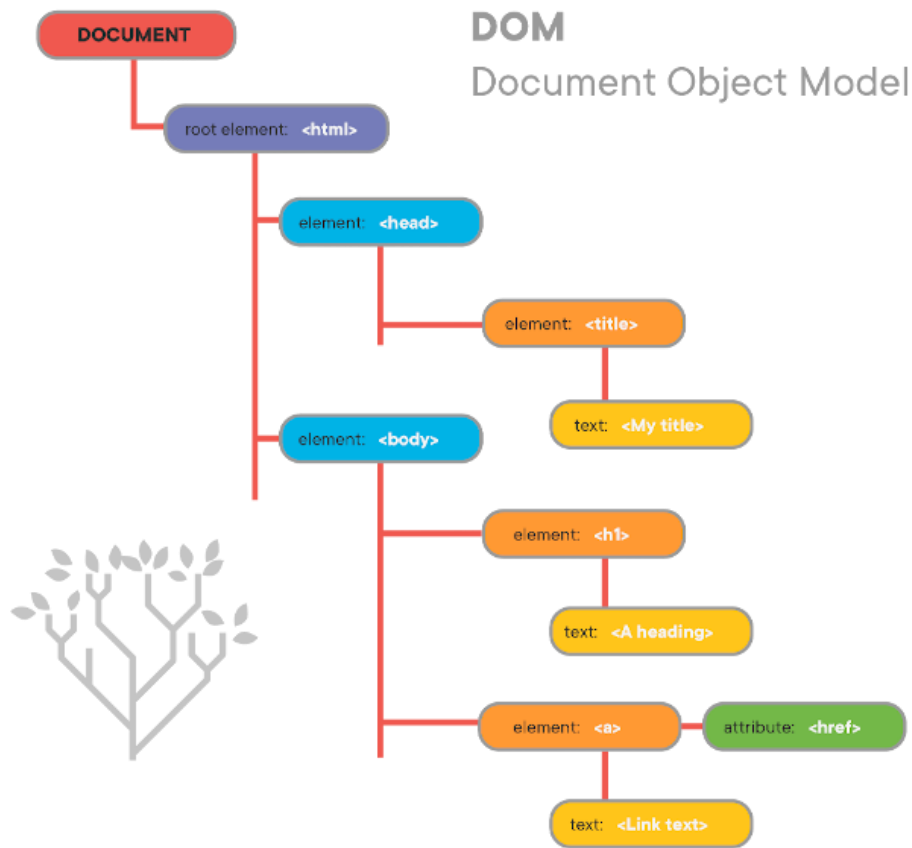 DOCUMENT
DOM
Document Object Model
root element: <html>
element: <head>
element: <title>
text: <My title>
element: <body>
element: <h1>
text: <A heading>
element: <a>
attribute: <href>
text: <Link text>